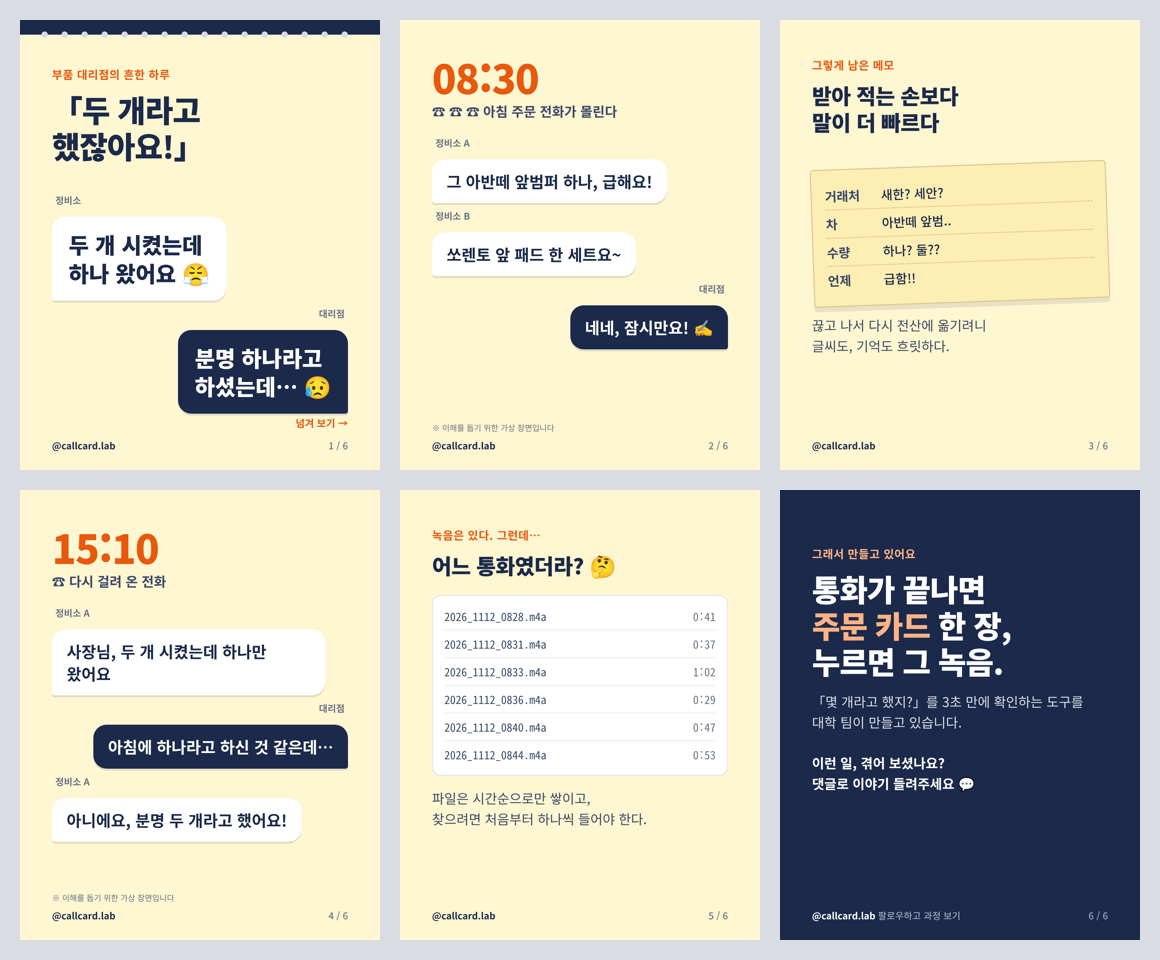 부품 대리점의 흔한 하루
「두 개라고
했잖아요!」
정비소
두 개 시켰는데
하나 왔어요 😤
대리점
분명 하나라고
하셨는데… 😥
넘겨 보기 →
@callcard.lab
1 / 6
08:30
☎ ☎ ☎ 아침 주문 전화가 몰린다
정비소 A
그 아반떼 앞범퍼 하나, 급해요!
정비소 B
쏘렌토 앞 패드 한 세트요~
대리점
네네, 잠시만요! ✍
※ 이해를 돕기 위한 가상 장면입니다
@callcard.lab
2 / 6
그렇게 남은 메모
받아 적는 손보다
말이 더 빠르다
거래처 새한? 세안?
차 아반떼 앞범..
수량 하나? 둘??
언제 급함!!
끊고 나서 다시 전산에 옮기려니
글씨도, 기억도 흐릿하다.
@callcard.lab
3 / 6
15:10
☎ 다시 걸려 온 전화
정비소 A
사장님, 두 개 시켰는데 하나만
왔어요
대리점
아침에 하나라고 하신 것 같은데…
정비소 A
아니에요, 분명 두 개라고 했어요!
※ 이해를 돕기 위한 가상 장면입니다
@callcard.lab
4 / 6
녹음은 있다. 그런데…
어느 통화였더라? 🤔
2026_1112_0828.m4a 0:41
2026_1112_0831.m4a 0:37
2026_1112_0833.m4a 1:02
2026_1112_0836.m4a 0:29
2026_1112_0840.m4a 0:47
2026_1112_0844.m4a 0:53
파일은 시간순으로만 쌓이고,
찾으려면 처음부터 하나씩 들어야 한다.
@callcard.lab
5 / 6
그래서 만들고 있어요
통화가 끝나면
주문 카드 한 장,
누르면 그 녹음.
「몇 개라고 했지?」를 3초 만에 확인하는 도구를
대학 팀이 만들고 있습니다.
이런 일, 겪어 보셨나요?
댓글로 이야기 들려주세요 💬
@callcard.lab 팔로우하고 과정 보기
6 / 6